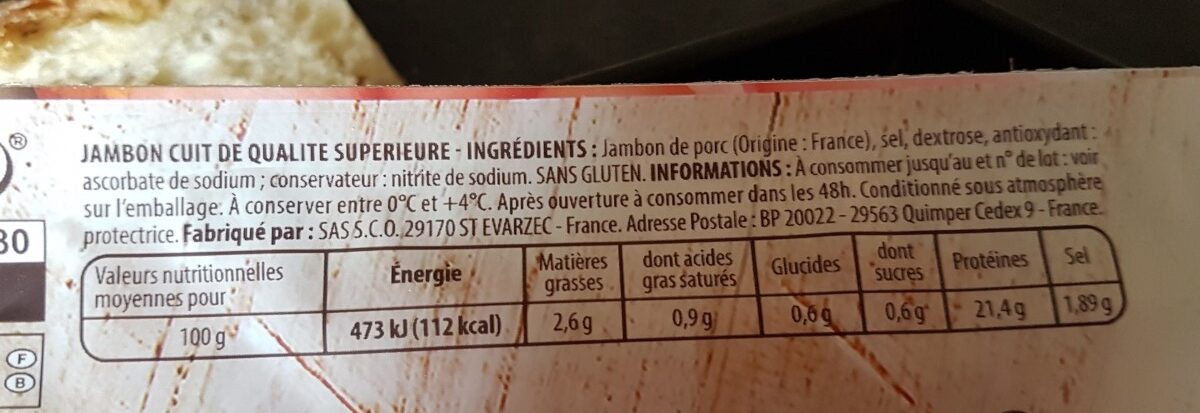 ®
JAMBON CUIT DE QUALITE SUPERIEURE - INGRÉDIENTS : Jambon de porc (Origine : France), sel, dextrose, antioxydant :
ascorbate de sodium ; conservateur : nitrite de sodium. SANS GLUTEN. INFORMATIONS : À consommer jusqu'au et n° de lot : voir
sur l'emballage. À conserver entre 0°C et +4°C. Après ouverture à consommer dans les 48h. Conditionné sous atmosphère
protectrice. Fabriqué par : SAS S.C.O. 29170 ST EVARZEC - France. Adresse Postale : BP 20022 - 29563 Quimper Cedex 9 - France.
30
Valeurs nutritionnelles moyennes pour Énergie Matières grasses dont acides gras saturés Glucides dont sucres Protéines Sel
100 g 473 kJ (112 kcal) 2,6 g 0,9 g 0,6 g 0,6 g 21,4 g 1,89 g
F
B